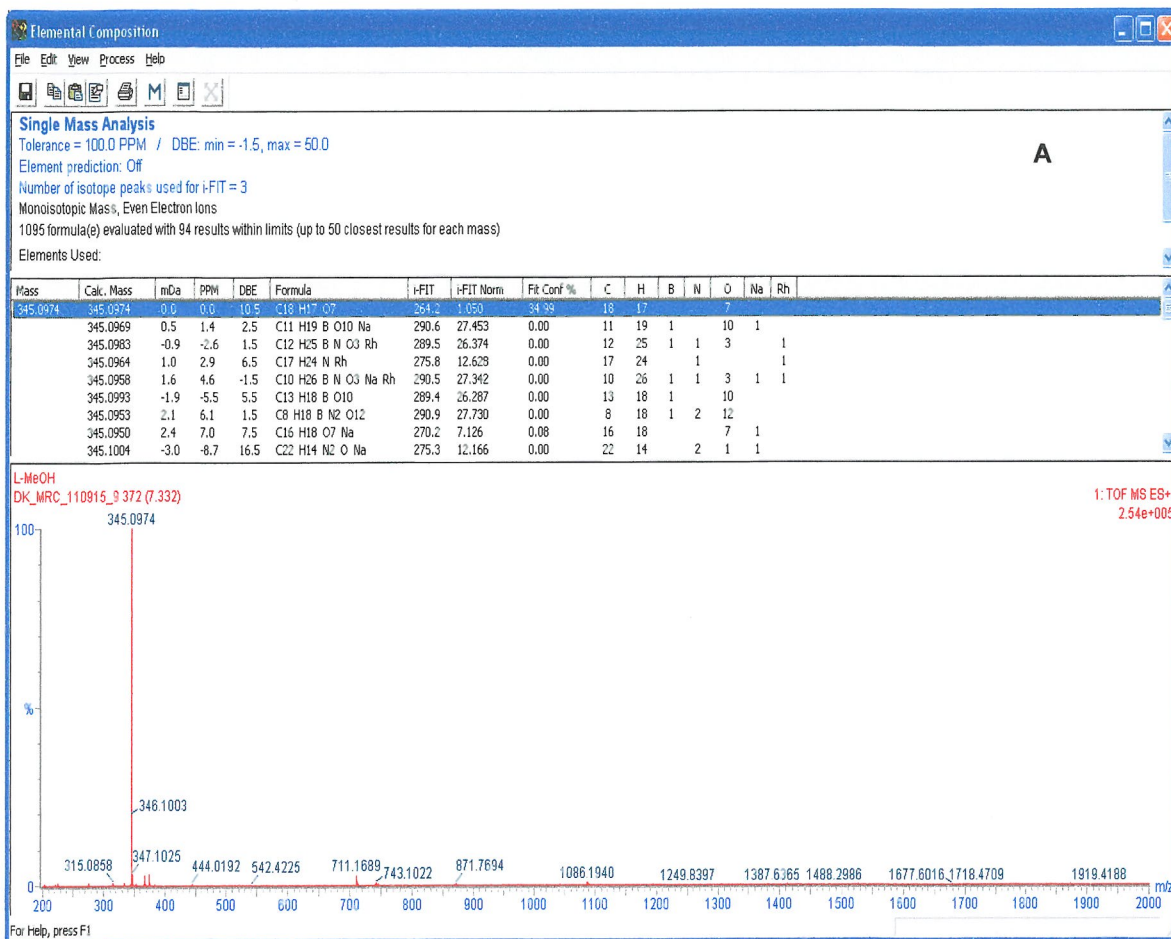 Elemental Composition
File Edit View Process Help
M
Single Mass Analysis
Tolerance = 100.0 PPM / DBE: min = -1.5, max = 50.0
A
Element prediction: Off
Number of isotope peaks used for i-FIT = 3
Monoisotopic Mass, Even Electron Ions
1095 formula(e) evaluated with 94 results within limits (up to 50 closest results for each mass)
Elements Used:
Mass Calc. Mass mDa PPM DBE Formula i-FIT i-FIT Norm Fit Conf % C H B N O Na Rh
345.0974 345.0974 -0.0 0.0 10.5 C18 H17 O7 264.2 1.050 34.99 18 17 7
345.0969 0.5 1.4 2.5 C11 H19 B O10 Na 290.6 27.453 0.00 11 19 1 10 1
345.0983 -0.9 -2.6 1.5 C12 H25 B N O3 Rh 289.5 26.374 0.00 12 25 1 1 3 1
345.0964 1.0 2.9 6.5 C17 H24 N Rh 275.8 12.628 0.00 17 24 1 1
345.0958 1.6 4.6 -1.5 C10 H26 B N O3 Na Rh 290.5 27.342 0.00 10 26 1 1 3 1 1
345.0993 -1.9 -5.5 5.5 C13 H18 B O10 289.4 26.287 0.00 13 18 1 10
345.0953 2.1 6.1 1.5 C8 H18 B N2 O12 290.9 27.730 0.00 8 18 1 2 12
345.0950 2.4 7.0 7.5 C16 H18 O7 Na 270.2 7.126 0.08 16 18 7 1
345.1004 -3.0 -8.7 16.5 C22 H14 N2 O Na 275.3 12.166 0.00 22 14 2 1 1
L-MeOH
DK_MRC_110915_9 372 (7.332)
1: TOF MS ES+
2.54e+005
345.0974
100
%
346.1003
315.0858 347.1025 444.0192 542.4225 711.1689 743.1022 871.7694 1086.1940 1249.8397 1387.6365 1488.2986 1677.6016 1718.4709 1919.4188
0
m/z
200 300 400 500 600 700 800 900 1000 1100 1200 1300 1400 1500 1600 1700 1800 1900 2000
For Help, press F1